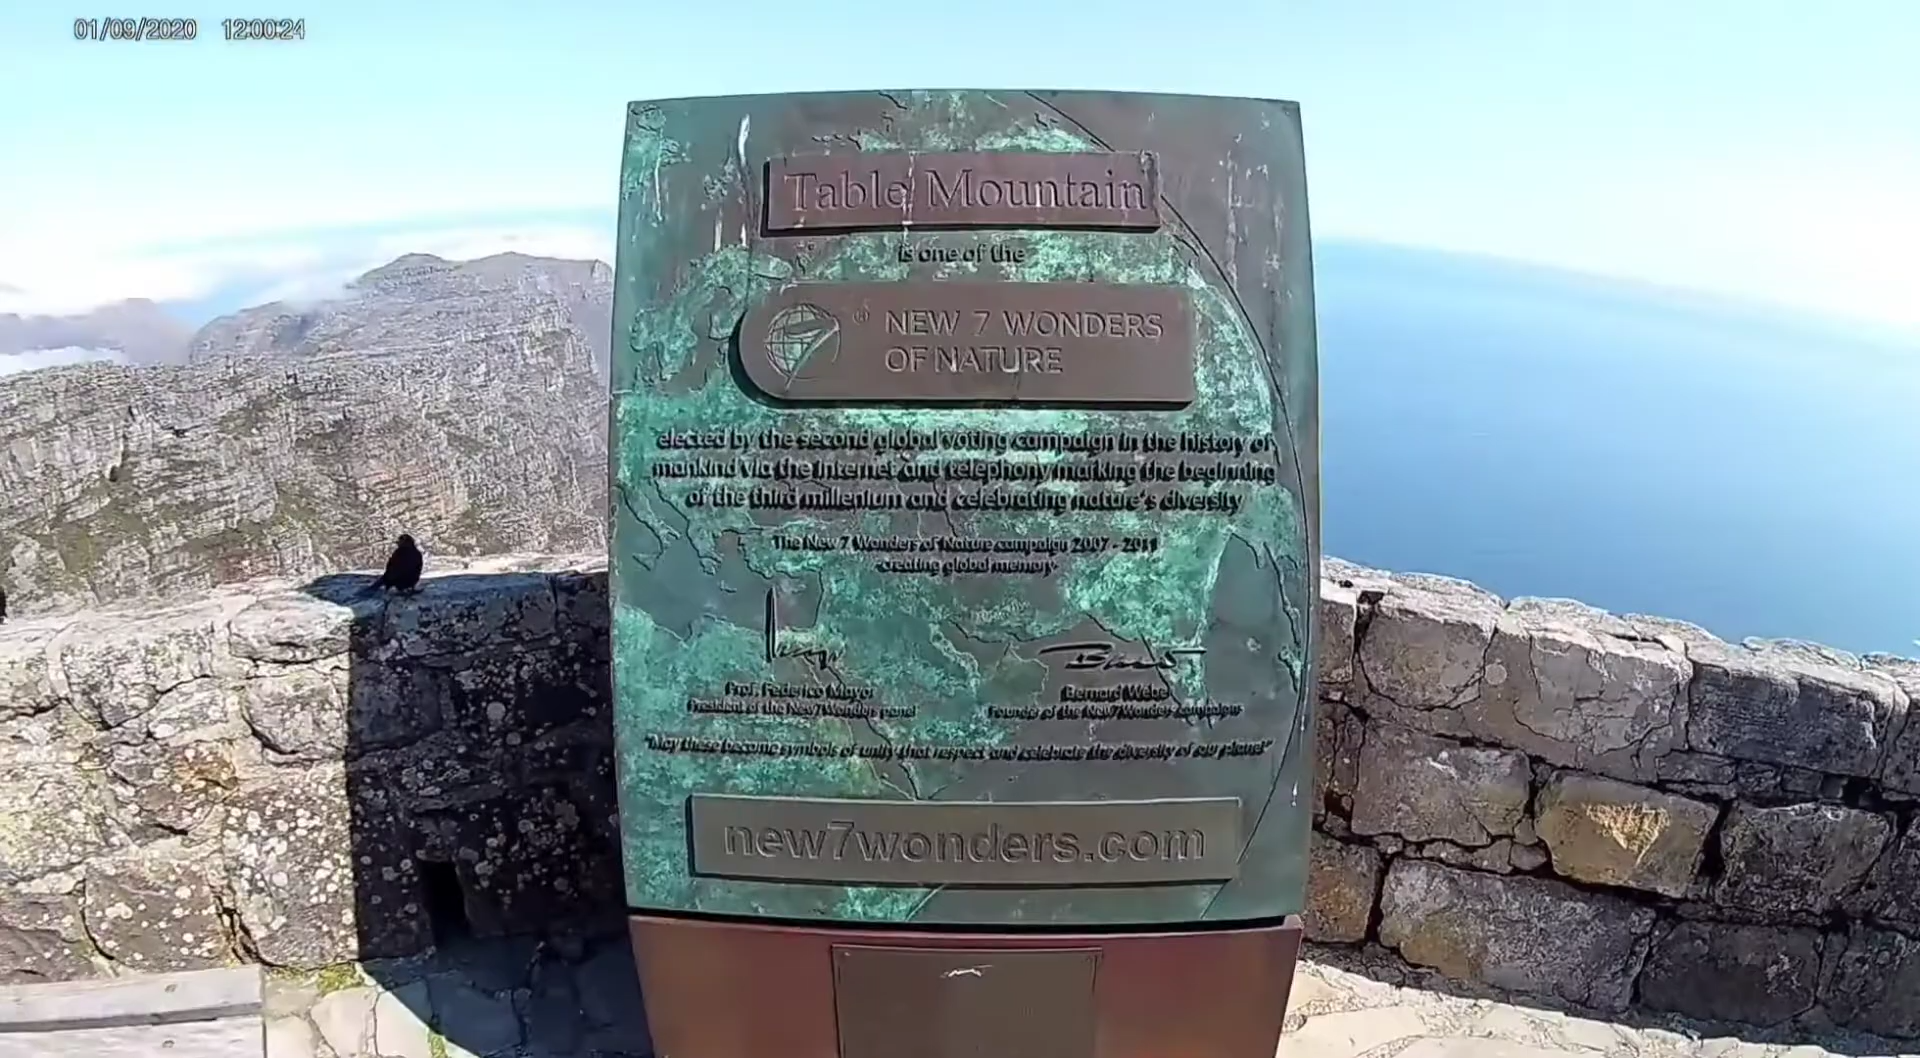 01/09/2020 12:00:24
Table Mountain
is one of the
® NEW 7 WONDERS
OF NATURE
elected by the second global voting campaign in the history of
mankind via the internet and telephony marking the beginning
of the third millenium and celebrating nature's diversity
The New 7 Wonders of Nature campaign 2007 - 2011
creating global memory
Prof. Federico Mayor
Bernard Weber
President of the New7Wonders panel
Founder of the New7Wonders campaign
"May these become symbols of unity that respect and celebrate the diversity of our planet"
new7wonders.com